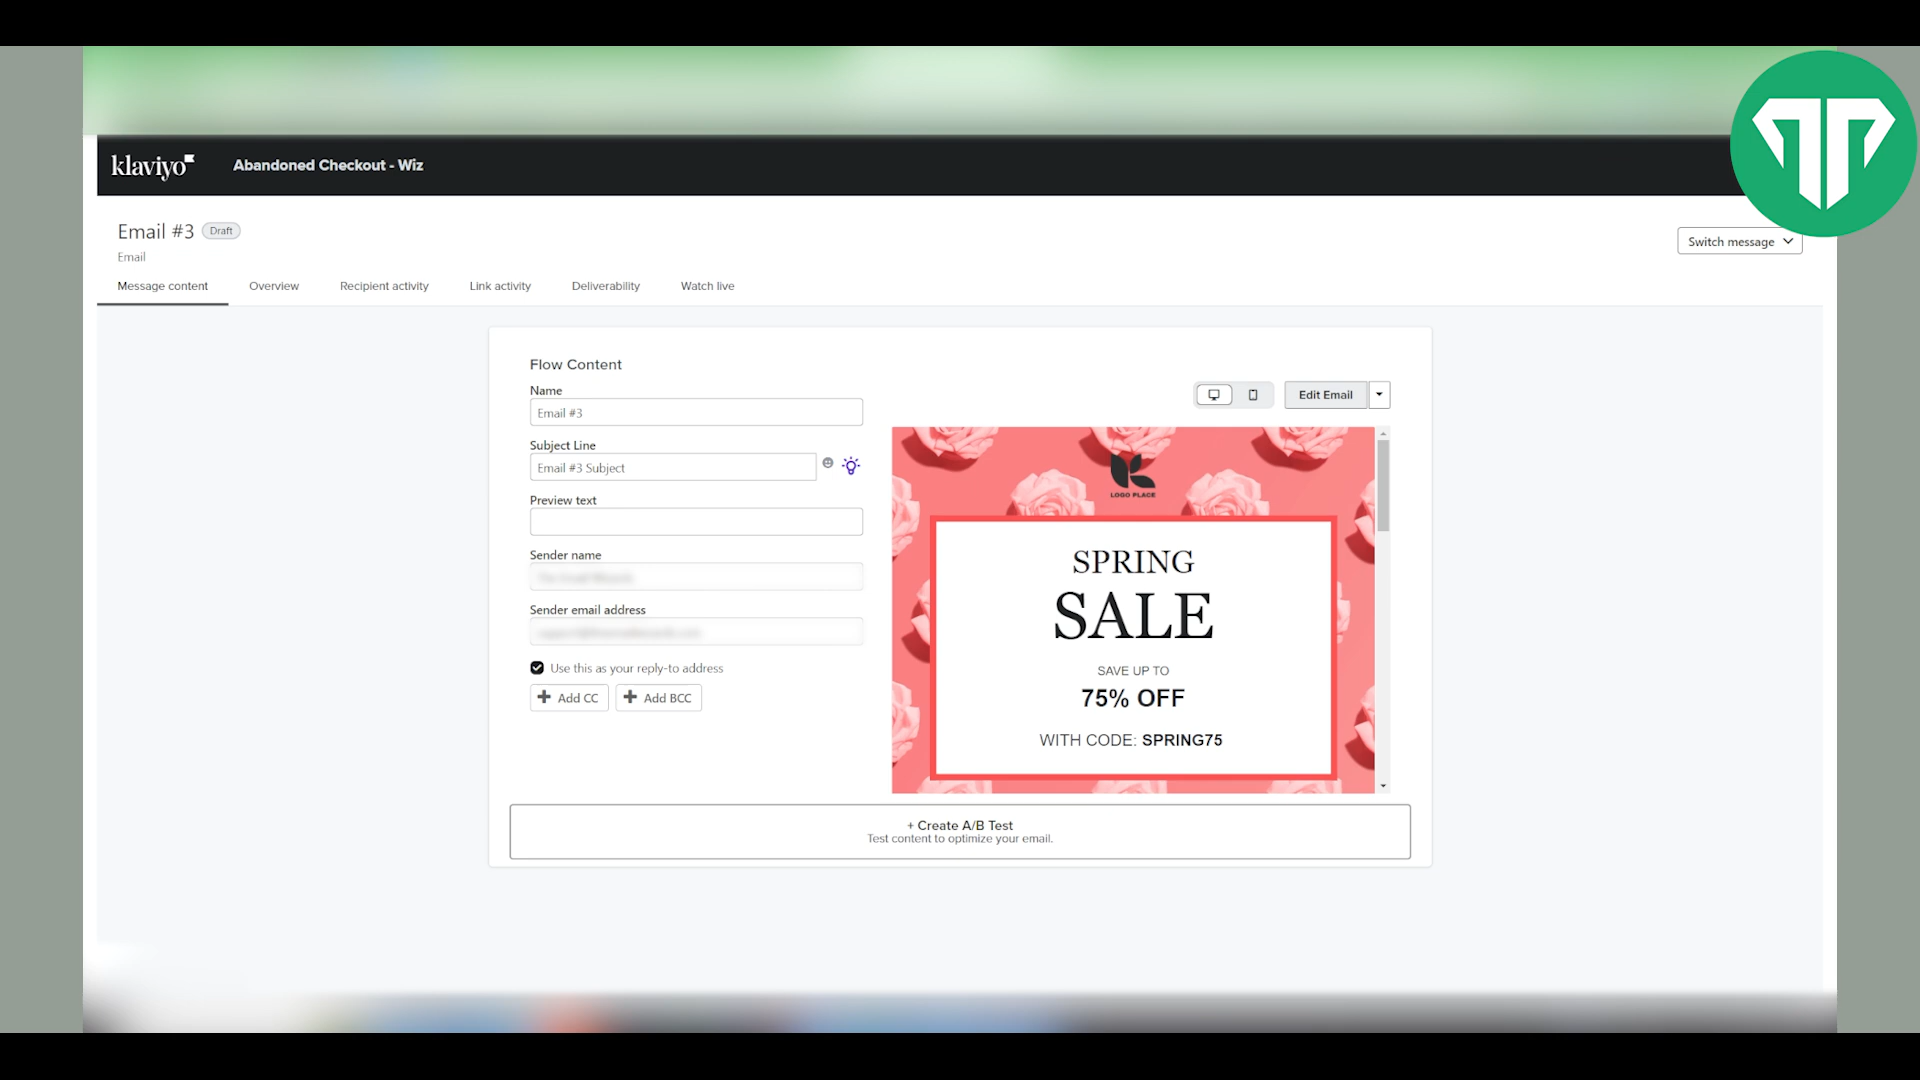 klaviyo
Abandoned Checkout - Wiz
Email #3 Draft
Email
Switch message
Message content Overview Recipient activity Link activity Deliverability Watch live
Flow Content
Name
Email #3
Edit Email
Subject Line
Email #3 Subject
Preview text
Sender name
Sender email address
Use this as your reply-to address
Add CC Add BCC
LOGO PLACE
SPRING
SALE
SAVE UP TO
75% OFF
WITH CODE: SPRING75
+ Create A/B Test
Test content to optimize your email.